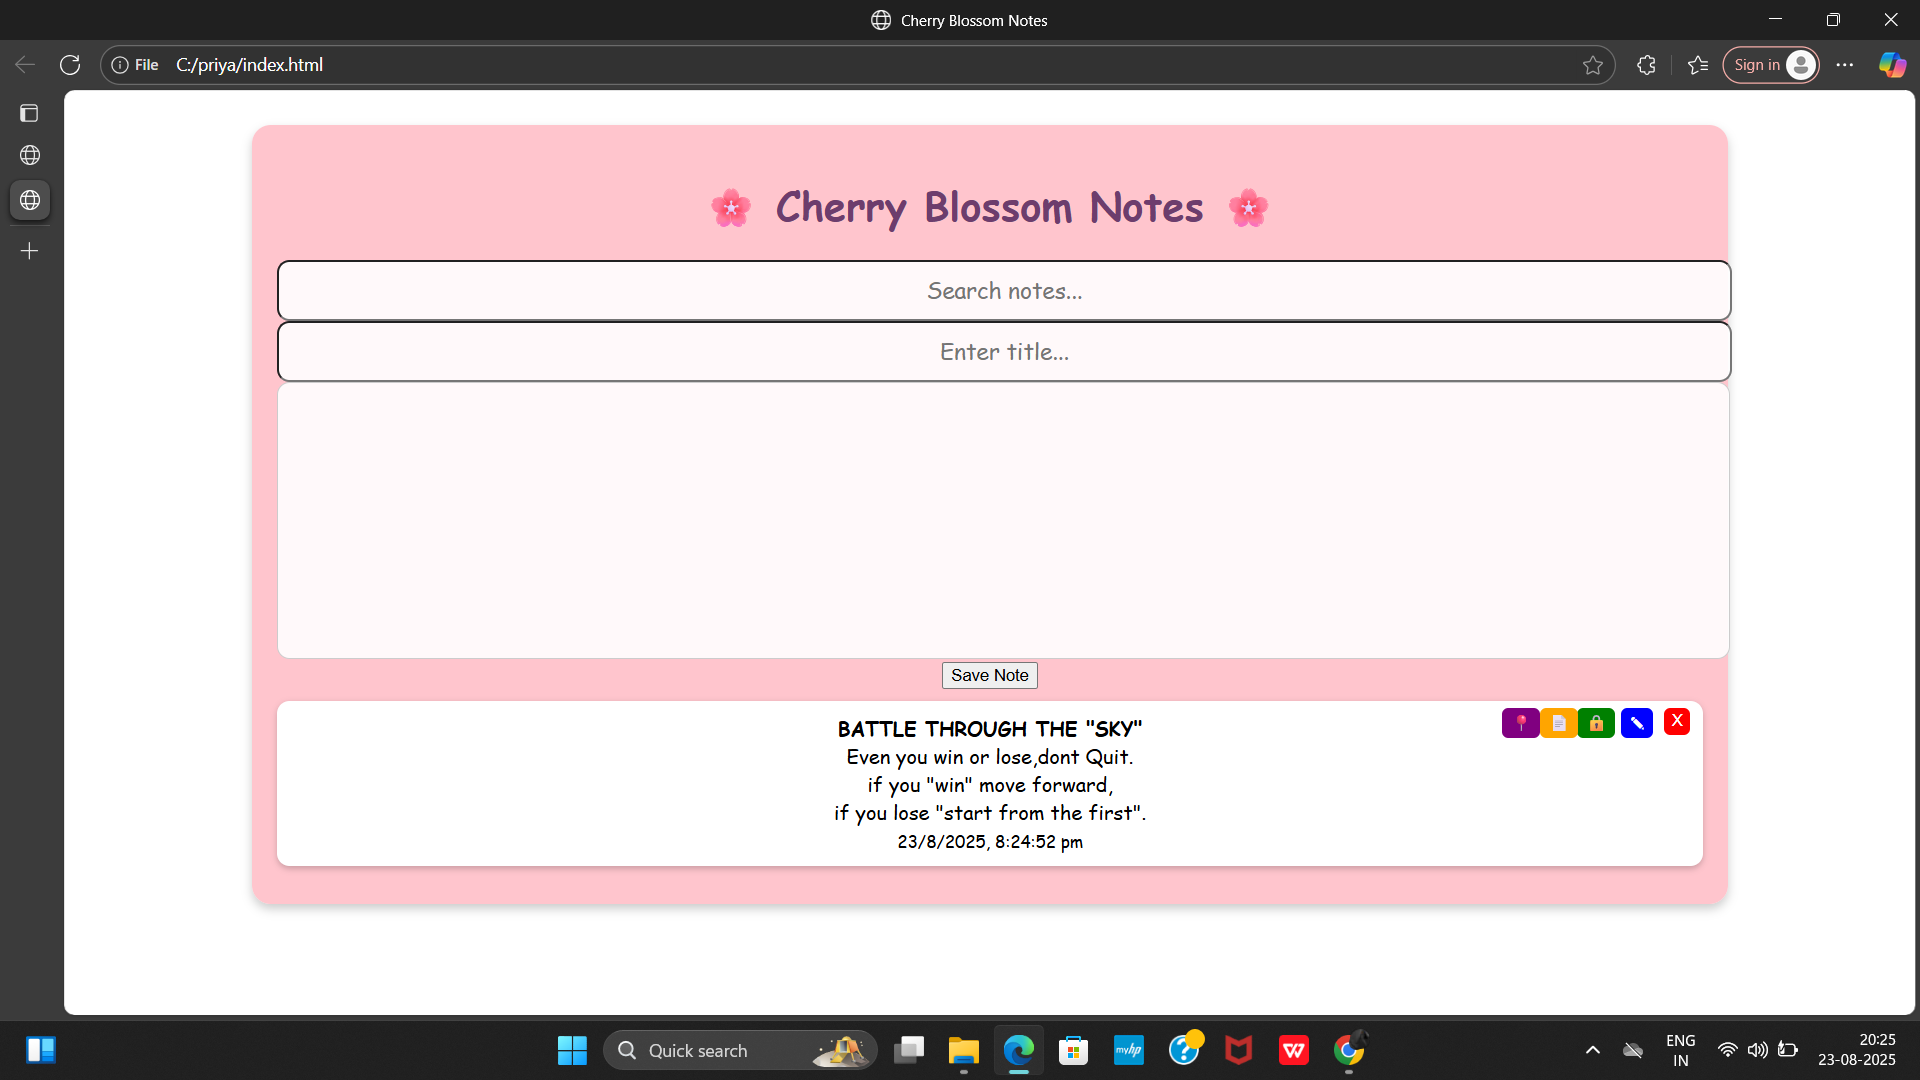 Cherry Blossom Notes
File C:/priya/index.html
Sign in
🌸 Cherry Blossom Notes 🌸
Search notes...
Enter title...
Save Note
BATTLE THROUGH THE "SKY"
X
Even you win or lose,dont Quit.
if you "win" move forward,
if you lose "start from the first".
23/8/2025, 8:24:52 pm
Quick search
myhp
ENG
IN
20:25
23-08-2025